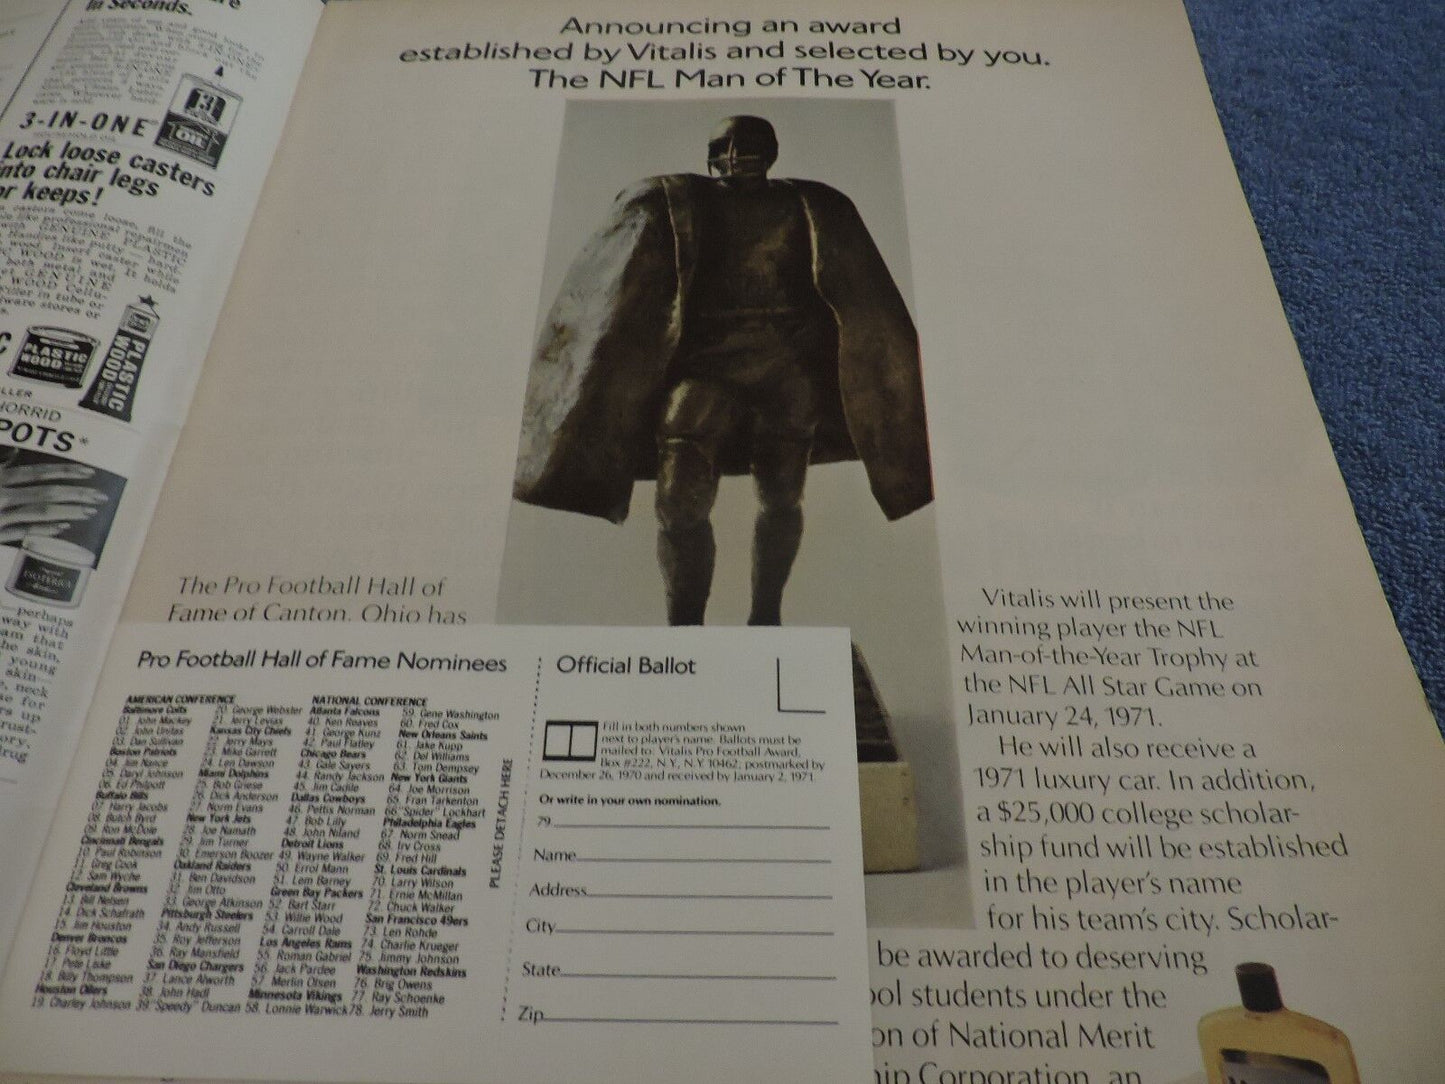 in Seconds.
3-IN-ONE
HOUSEHOLD OIL
Lock loose casters
into chair legs
or keeps!
PLASTIC
WOOD
PLASTIC
WOOD
HORRID
SPOTS*
ESOTERICA
perhaps
way with
the skin,
young
skin—
neck
Announcing an award
established by Vitalis and selected by you.
The NFL Man of The Year.
The Pro Football Hall of
Fame of Canton, Ohio has
Pro Football Hall of Fame Nominees
AMERICAN CONFERENCE
Baltimore Colts
01. John Mackey
02. John Unitas
03. Dan Sullivan
Boston Patriots
04. Jim Nance
05. Daryl Johnson
06. Ed Philpott
Buffalo Bills
07. Harry Jacobs
08. Butch Byrd
09. Ron McDole
Cincinnati Bengals
10. Paul Robinson
11. Greg Cook
12. Sam Wyche
Cleveland Browns
13. Bill Nelsen
14. Dick Schafrath
15. Jim Houston
Denver Broncos
16. Floyd Little
17. Pete Liske
18. Billy Thompson
Houston Oilers
19. Charley Johnson
20. George Webster
21. Jerry Levias
Kansas City Chiefs
22. Jerry Mays
23. Mike Garrett
24. Len Dawson
Miami Dolphins
25. Bob Griese
26. Dick Anderson
27. Norm Evans
New York Jets
28. Joe Namath
29. Jim Turner
30. Emerson Boozer
Oakland Raiders
31. Ben Davidson
32. Jim Otto
33. George Atkinson
Pittsburgh Steelers
34. Andy Russell
35. Roy Jefferson
36. Ray Mansfield
San Diego Chargers
37. Lance Alworth
38. John Hadl
39. "Speedy" Duncan
NATIONAL CONFERENCE
Atlanta Falcons
40. Ken Reaves
41. George Kunz
42. Paul Flatley
Chicago Bears
43. Gale Sayers
44. Randy Jackson
45. Jim Cadile
Dallas Cowboys
46. Pettis Norman
47. Bob Lilly
48. John Niland
Detroit Lions
49. Wayne Walker
50. Errol Mann
51. Lem Barney
Green Bay Packers
52. Bart Starr
53. Willie Wood
54. Carroll Dale
Los Angeles Rams
55. Roman Gabriel
56. Jack Pardee
57. Merlin Olsen
Minnesota Vikings
58. Lonnie Warwick
59. Gene Washington
60. Fred Cox
New Orleans Saints
61. Jake Kupp
62. Del Williams
63. Tom Dempsey
New York Giants
64. Joe Morrison
65. Fran Tarkenton
66. "Spider" Lockhart
Philadelphia Eagles
67. Norm Snead
68. Irv Cross
69. Fred Hill
St. Louis Cardinals
70. Larry Wilson
71. Ernie McMillan
72. Chuck Walker
San Francisco 49ers
73. Len Rohde
74. Charlie Krueger
75. Jimmy Johnson
Washington Redskins
76. Brig Owens
77. Ray Schoenke
78. Jerry Smith
PLEASE DETACH HERE
Official Ballot
Fill in both numbers shown
next to player's name. Ballots must be
mailed to: Vitalis Pro Football Award,
Box #222, N.Y., N.Y. 10462, postmarked by
December 26, 1970 and received by January 2, 1971.
Or write in your own nomination.
79.
Name
Address
City
State
Zip
Vitalis will present the
winning player the NFL
Man-of-the-Year Trophy at
the NFL All Star Game on
January 24, 1971.
He will also receive a
1971 luxury car. In addition,
a $25,000 college scholar-
ship fund will be established
in the player's name
for his team's city. Scholar-
be awarded to deserving
ool students under the
on of National Merit
ip Corporation, an